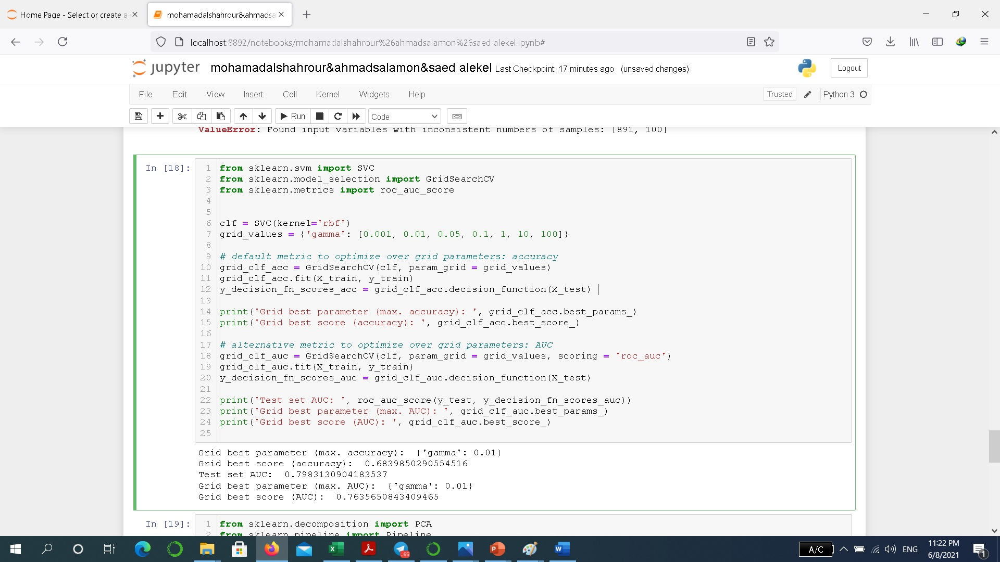 Home Page - Select or create a
mohamadalshahrour&ahmadsa
localhost:8892/notebooks/mohamadalshahrour%26ahmadsalamon%26saed alekel.ipynb#
jupyter
mohamadalshahrour&ahmadsalamon&saed alekel Last Checkpoint: 17 minutes ago (unsaved changes)
Logout
File Edit View Insert Cell Kernel Widgets Help
Trusted
Python 3
Run
Code
ValueError: Found input variables with inconsistent numbers of samples: [891, 100]
In [18]:
1 from sklearn.svm import SVC
2 from sklearn.model_selection import GridSearchCV
3 from sklearn.metrics import roc_auc_score
4
5
6 clf = SVC(kernel='rbf')
7 grid_values = {'gamma': [0.001, 0.01, 0.05, 0.1, 1, 10, 100]}
8
9 # default metric to optimize over grid parameters: accuracy
10 grid_clf_acc = GridSearchCV(clf, param_grid = grid_values)
11 grid_clf_acc.fit(X_train, y_train)
12 y_decision_fn_scores_acc = grid_clf_acc.decision_function(X_test)
13
14 print('Grid best parameter (max. accuracy): ', grid_clf_acc.best_params_)
15 print('Grid best score (accuracy): ', grid_clf_acc.best_score_)
16
17 # alternative metric to optimize over grid parameters: AUC
18 grid_clf_auc = GridSearchCV(clf, param_grid = grid_values, scoring = 'roc_auc')
19 grid_clf_auc.fit(X_train, y_train)
20 y_decision_fn_scores_auc = grid_clf_auc.decision_function(X_test)
21
22 print('Test set AUC: ', roc_auc_score(y_test, y_decision_fn_scores_auc))
23 print('Grid best parameter (max. AUC): ', grid_clf_auc.best_params_)
24 print('Grid best score (AUC): ', grid_clf_auc.best_score_)
25
Grid best parameter (max. accuracy):  {'gamma': 0.01}
Grid best score (accuracy):  0.6839850290554516
Test set AUC:  0.7983130904183537
Grid best parameter (max. AUC):  {'gamma': 0.01}
Grid best score (AUC):  0.7635650843409465
In [19]:
1 from sklearn.decomposition import PCA
2 from sklearn.pipeline import Pipeline
.65
A/C
ENG
11:22 PM
6/8/2021
1